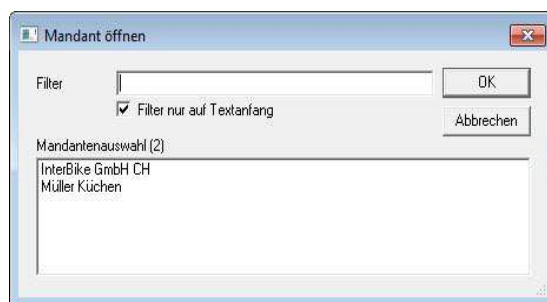 Mandant öffnen
Filter
OK
Filter nur auf Textanfang
Abbrechen
Mandantenauswahl (2)
InterBike GmbH CH
Müller Küchen